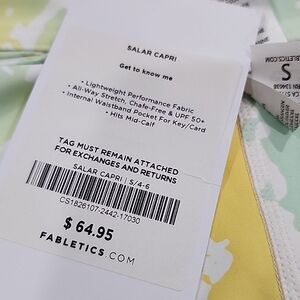 SALAR CAPRI
Get to know me
• Lightweight Performance Fabric
• All-Way Stretch, Chafe-Free & UPF 50+
• Internal Waistband Pocket For Key/Card
• Hits Mid-Calf
TAG MUST REMAIN ATTACHED
FOR EXCHANGES AND RETURNS
SALAR CAPRI | S/4-6
CS1826107-2442-17030
$ 64.95
FABLETICS.COM
S